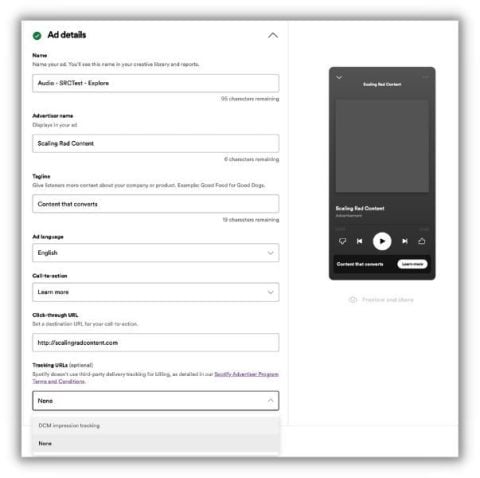 Ad details
Name
Name your ad. You'll see this name in your creative library and reports.
Audio - SRCTest - Explore
95 characters remaining
Advertiser name
Displays in your ad
Scaling Rad Content
6 characters remaining
Tagline
Give listeners more context about your company or product. Example: Good Food for Good Dogs.
Content that converts
19 characters remaining
Ad language
English
Call-to-action
Learn more
Click-through URL
Set a destination URL for your call-to-action.
http://scalingradcontent.com
Tracking URLs (optional)
Spotify doesn't use third-party delivery tracking for billing, as detailed in our Spotify Advertiser Program
Terms and Conditions.
None
DCM impression tracking
None
Scaling Rad Content
Scaling Rad Content
Advertisement
Content that converts
Learn more
Preview and share